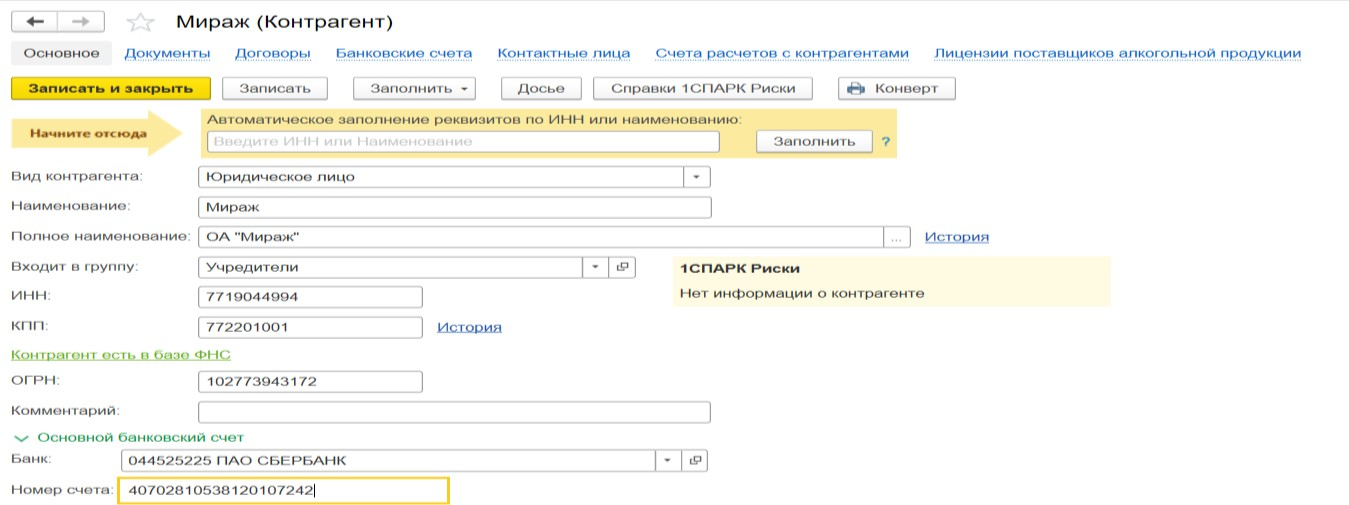 Мираж (Контрагент)
Основное Документы Договоры Банковские счета Контактные лица Счета расчетов с контрагентами Лицензии поставщиков алкогольной продукции
Записать и закрыть Записать Заполнить Досье Справки 1СПАРК Риски Конверт
Начните отсюда
Автоматическое заполнение реквизитов по ИНН или наименованию:
Введите ИНН или Наименование Заполнить ?
Вид контрагента: Юридическое лицо
Наименование: Мираж
Полное наименование: ОА "Мираж" ... История
Входит в группу: Учредители
1СПАРК Риски
Нет информации о контрагенте
ИНН: 7719044994
КПП: 772201001 История
Контрагент есть в базе ФНС
ОГРН: 102773943172
Комментарий:
Основной банковский счет
Банк: 044525225 ПАО СБЕРБАНК
Номер счета: 40702810538120107242